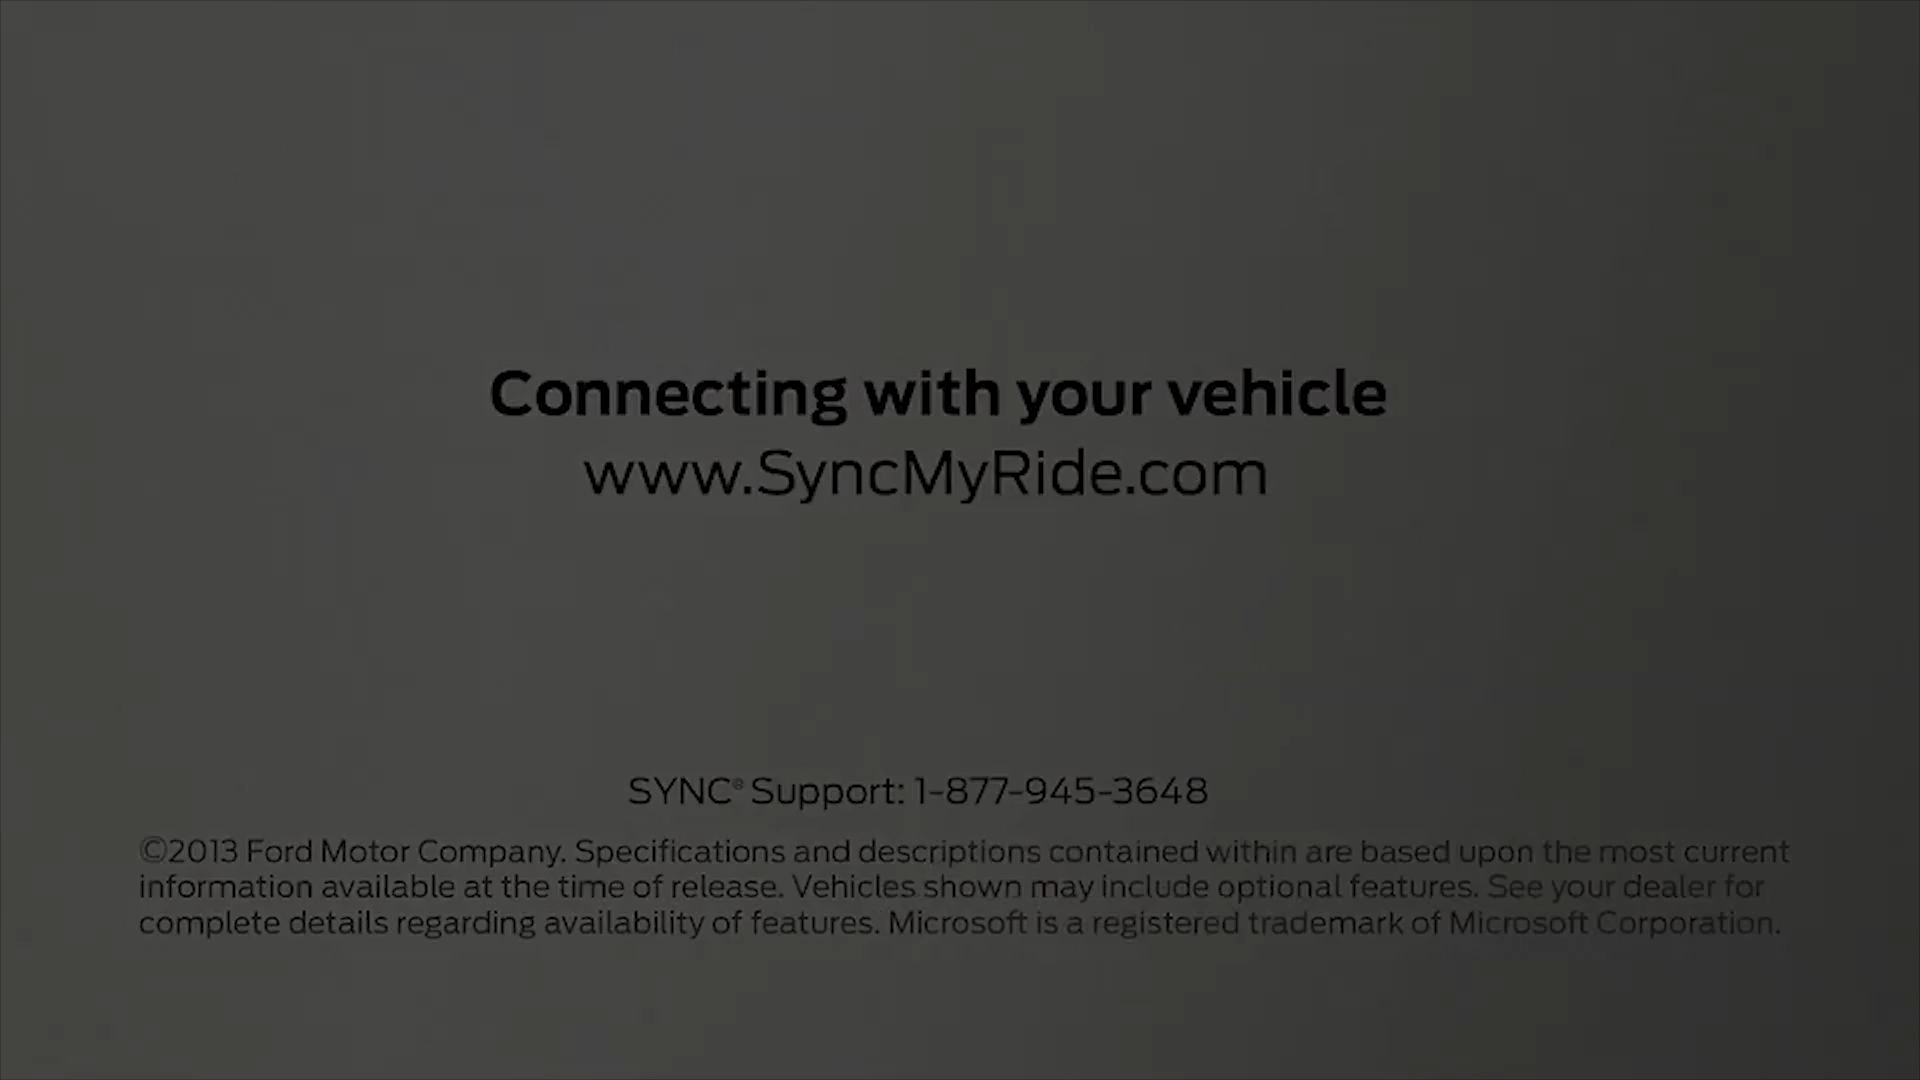 Connecting with your vehicle
www.SyncMyRide.com
SYNC® Support: 1-877-945-3648
©2013 Ford Motor Company. Specifications and descriptions contained within are based upon the most current
information available at the time of release. Vehicles shown may include optional features. See your dealer for
complete details regarding availability of features. Microsoft is a registered trademark of Microsoft Corporation.